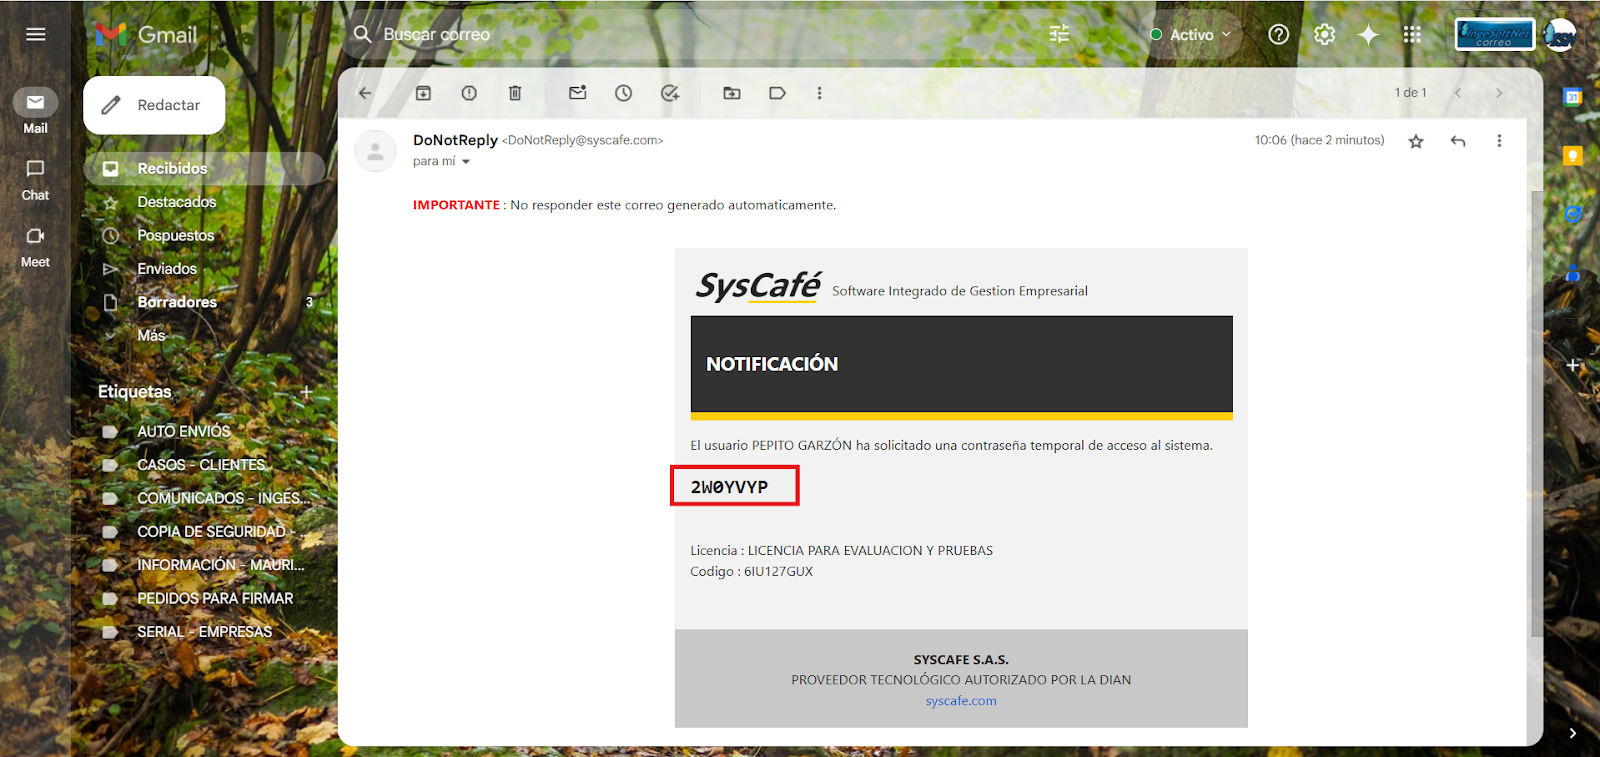 Gmail
Buscar correo
Activo
IngeSoftNet
correo
Mail
Chat
Meet
Redactar
Recibidos
Destacados
Pospuestos
Enviados
Borradores 3
Más
Etiquetas
AUTO ENVIÓS
CASOS - CLIENTES
COMUNICADOS - INGES...
COPIA DE SEGURIDAD - ...
INFORMACIÓN - MAURI...
PEDIDOS PARA FIRMAR
SERIAL - EMPRESAS
1 de 1
DoNotReply <DoNotReply@syscafe.com>
10:06 (hace 2 minutos)
para mí
IMPORTANTE : No responder este correo generado automaticamente.
SysCafé Software Integrado de Gestion Empresarial
NOTIFICACIÓN
El usuario PEPITO GARZÓN ha solicitado una contraseña temporal de acceso al sistema.
2W0YVYP
Licencia : LICENCIA PARA EVALUACION Y PRUEBAS
Codigo : 6IU127GUX
SYSCAFE S.A.S.
PROVEEDOR TECNOLÓGICO AUTORIZADO POR LA DIAN
syscafe.com
31